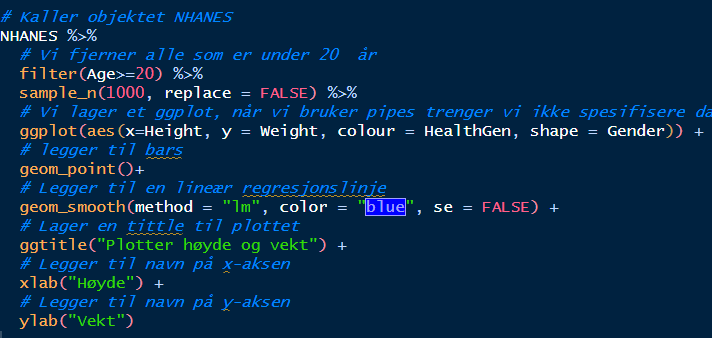 # Kaller objektet NHANES
NHANES %>%
  # Vi fjerner alle som er under 20  år
  filter(Age>=20) %>%
  sample_n(1000, replace = FALSE) %>%
  # Vi lager et ggplot, når vi bruker pipes trenger vi ikke spesifisere da
  ggplot(aes(x=Height, y = Weight, colour = HealthGen, shape = Gender)) +
  # legger til bars
  geom_point()+
  # Legger til en lineær regresjonslinje
  geom_smooth(method = "lm", color = "blue", se = FALSE) +
  # Lager en tittle til plottet
  ggtitle("Plotter høyde og vekt") +
  # Legger til navn på x-aksen
  xlab("Høyde") +
  # Legger til navn på y-aksen
  ylab("Vekt")